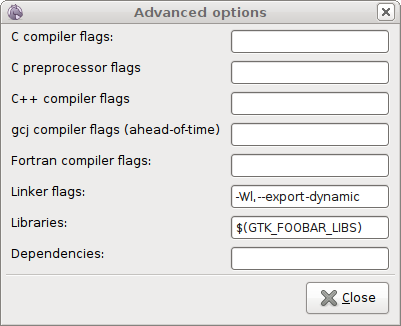 Advanced options
C compiler flags:
C preprocessor flags
C++ compiler flags
gcj compiler flags (ahead-of-time)
Fortran compiler flags:
Linker flags: -Wl,--export-dynamic
Libraries: $(GTK_FOOBAR_LIBS)
Dependencies:
Close